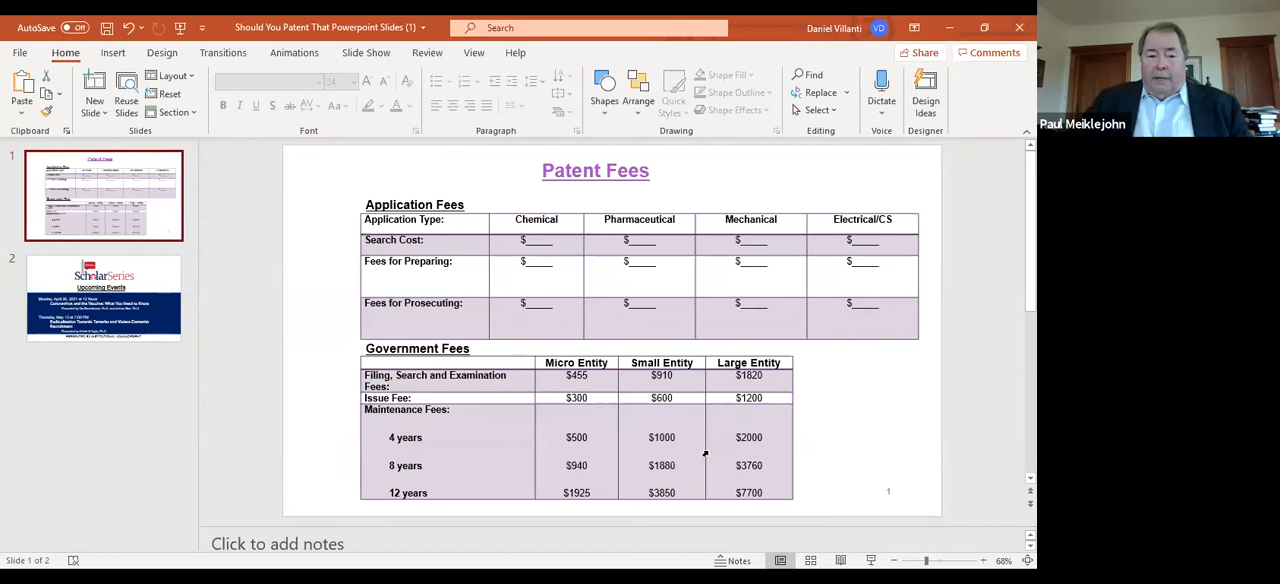 AutoSave Off Should You Patent That Powerpoint Slides (1) Search Daniel Villanti VD
File Home Insert Design Transitions Animations Slide Show Review View Help Share Comments
Paste New Slide Reuse Slides Layout Reset Section 24 Shapes Arrange Quick Styles Shape Fill Shape Outline Shape Effects Find Replace Select Dictate Design Ideas
Clipboard Slides Font Paragraph Drawing Editing Voice Designer
Paul Meiklejohn
1
2
ScholarSeries
Upcoming Events
Patent Fees
Application Fees
Application Type: Chemical Pharmaceutical Mechanical Electrical/CS
Search Cost: $____ $____ $____ $____
Fees for Preparing: $____ $____ $____ $____
Fees for Prosecuting: $____ $____ $____ $____
Government Fees
Micro Entity Small Entity Large Entity
Filing, Search and Examination
Fees: $455 $910 $1820
Issue Fee: $300 $600 $1200
Maintenance Fees:
4 years $500 $1000 $2000
8 years $940 $1880 $3760
12 years $1925 $3850 $7700
1
Click to add notes
Slide 1 of 2 Notes 68%